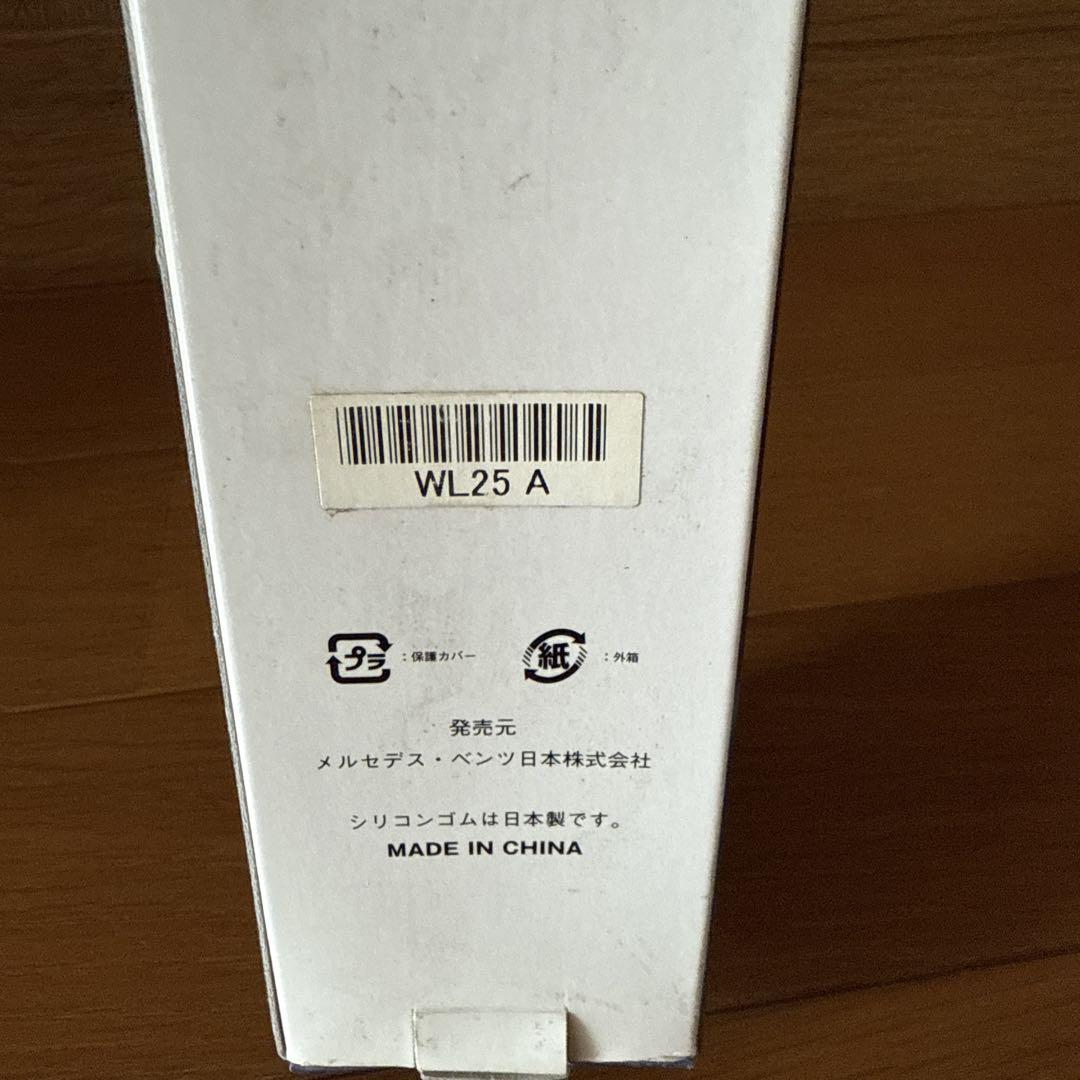 WL25 A
プラ :保護カバー 紙 :外箱
発売元
メルセデス・ベンツ日本株式会社
シリコンゴムは日本製です。
MADE IN CHINA